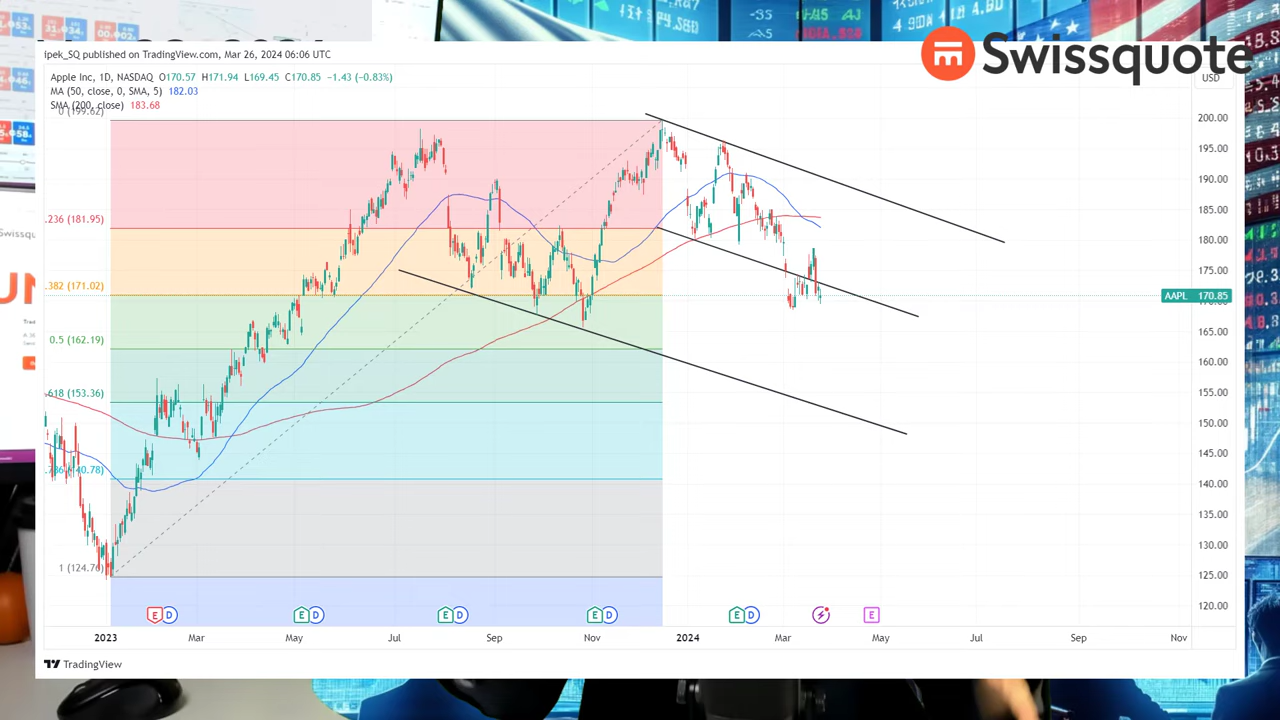 Swissquote
ipek_SQ published on TradingView.com, Mar 26, 2024 06:06 UTC
Apple Inc, 1D, NASDAQ O170.57 H171.94 L169.45 C170.85 −1.43 (−0.83%)
USD
MA (50, close, 0, SMA, 5) 182.03
SMA (200, close) 183.68
0 (199.62)
200.00
195.00
190.00
185.00
.236 (181.95)
180.00
175.00
.382 (171.02)
AAPL 170.85
165.00
0.5 (162.19)
160.00
155.00
.618 (153.36)
150.00
145.00
.786 (140.78)
140.00
135.00
130.00
1 (124.76)
125.00
120.00
E D E D E D E D E D E
2023 Mar May Jul Sep Nov 2024 Mar May Jul Sep Nov
TradingView